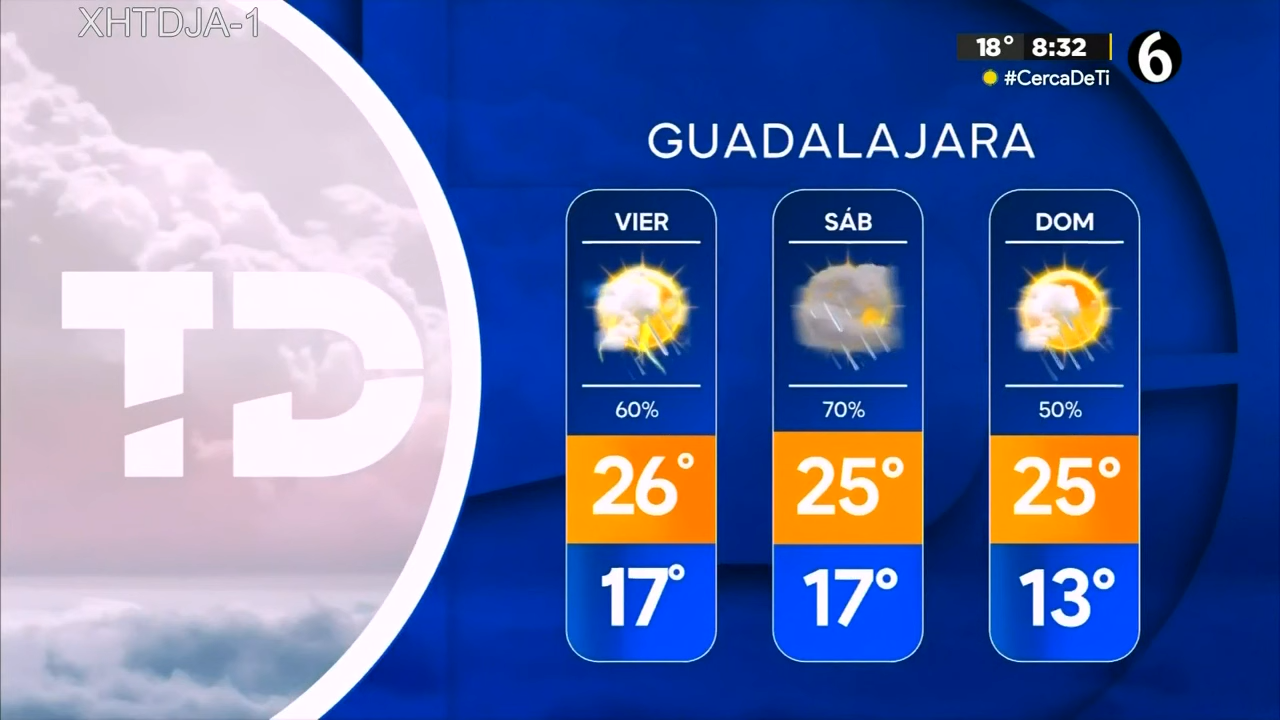 XHTDJA-1
18° 8:32
6
#CercaDeTi
GUADALAJARA
TD
VIER
60%
26°
17°
SÁB
70%
25°
17°
DOM
50%
25°
13°